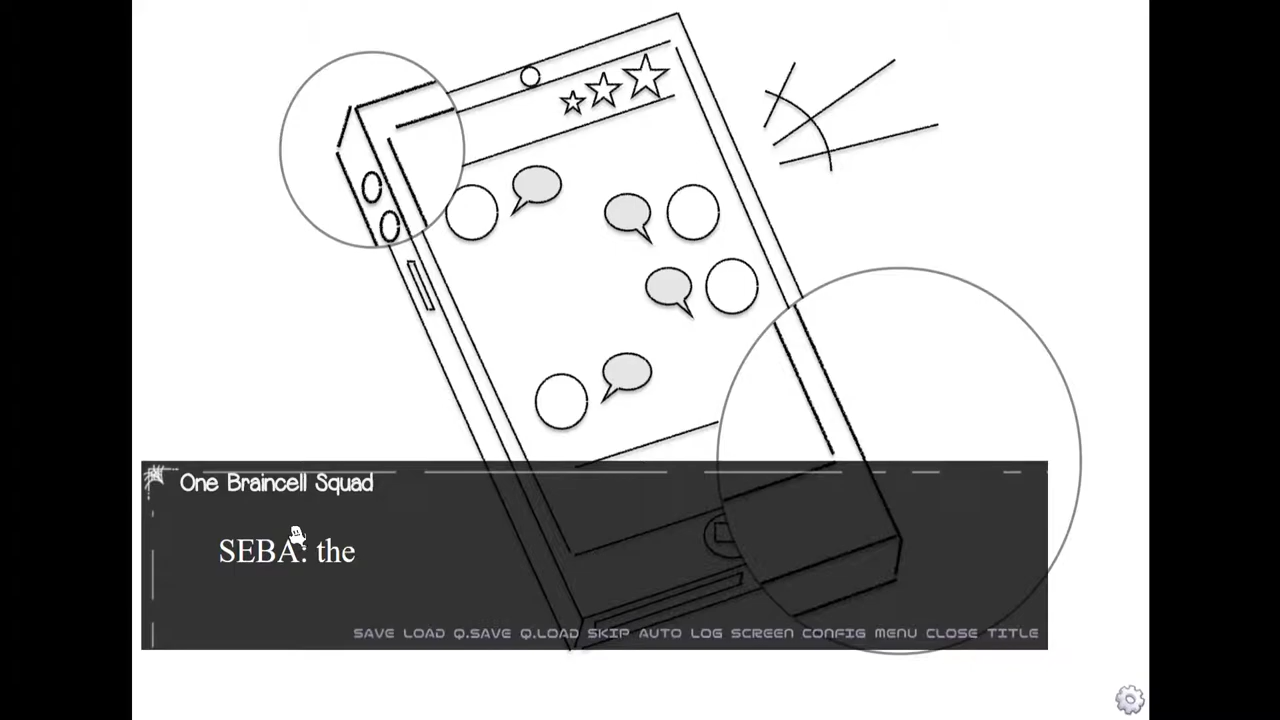 One Braincell Squad
SEBA: the
SAVE LOAD Q.SAVE Q.LOAD SKIP AUTO LOG SCREEN CONFIG MENU CLOSE TITLE